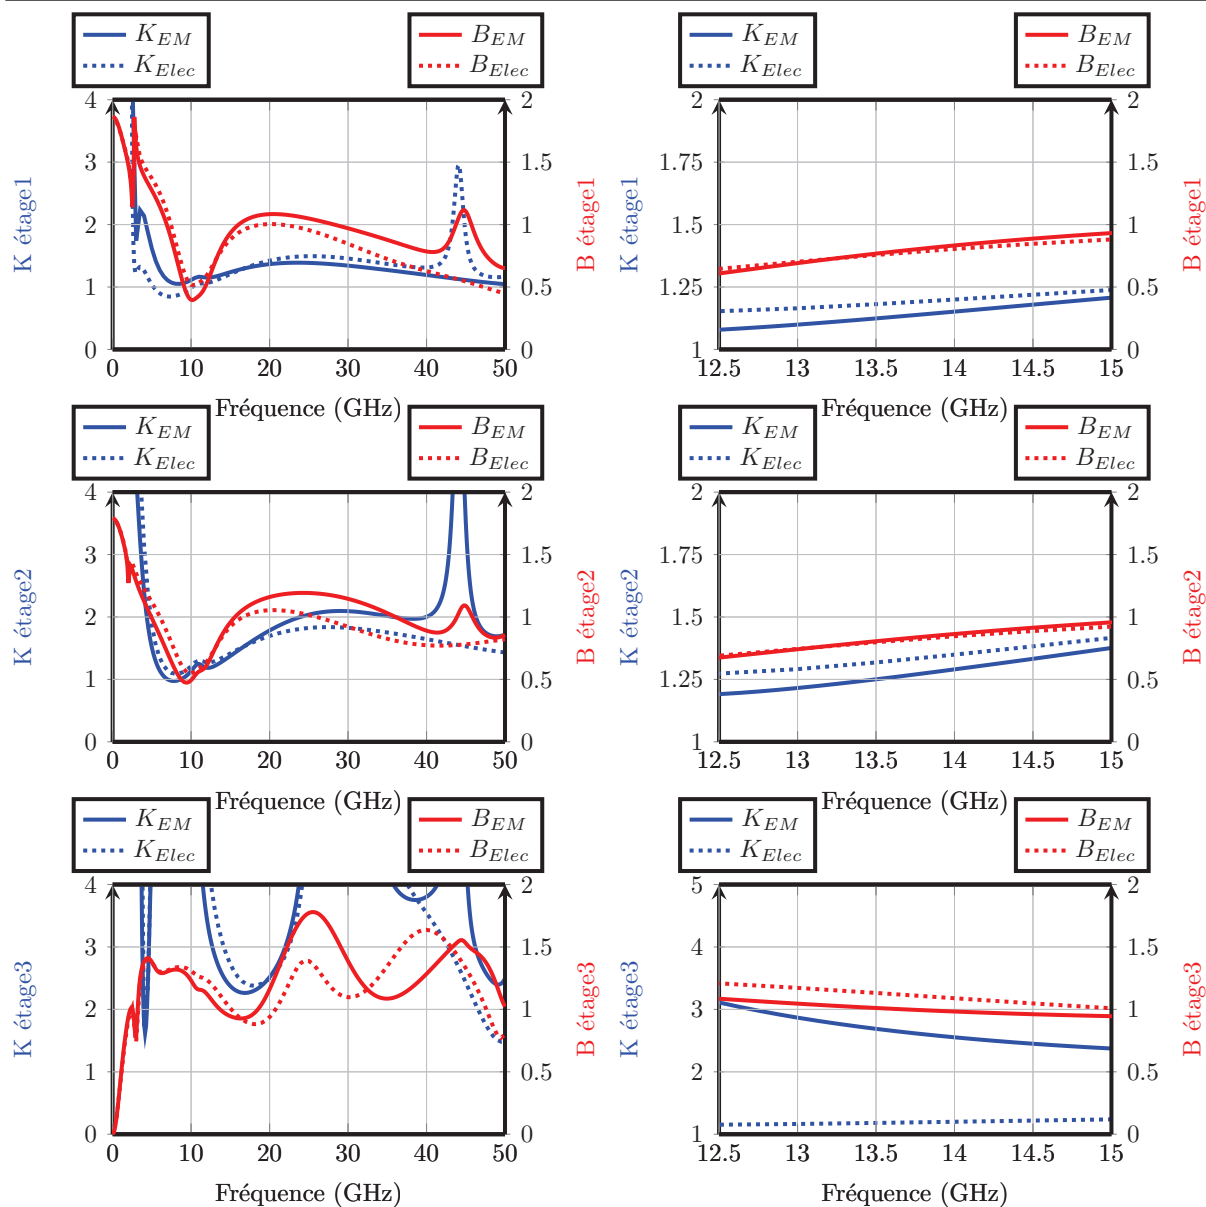 K_EM
K_Elec
B_EM
B_Elec
4
3
2
1
0
2
1.5
1
0.5
0
0 10 20 30 40 50
K étage1
B étage1
Fréquence (GHz)
K_EM
K_Elec
B_EM
B_Elec
2
1.75
1.5
1.25
1
2
1.5
1
0.5
0
12.5 13 13.5 14 14.5 15
K étage1
B étage1
Fréquence (GHz)
K_EM
K_Elec
B_EM
B_Elec
4
3
2
1
0
2
1.5
1
0.5
0
0 10 20 30 40 50
K étage2
B étage2
Fréquence (GHz)
K_EM
K_Elec
B_EM
B_Elec
2
1.75
1.5
1.25
1
2
1.5
1
0.5
0
12.5 13 13.5 14 14.5 15
K étage2
B étage2
Fréquence (GHz)
K_EM
K_Elec
B_EM
B_Elec
4
3
2
1
0
2
1.5
1
0.5
0
0 10 20 30 40 50
K étage3
B étage3
Fréquence (GHz)
K_EM
K_Elec
B_EM
B_Elec
5
4
3
2
1
2
1.5
1
0.5
0
12.5 13 13.5 14 14.5 15
K étage3
B étage3
Fréquence (GHz)